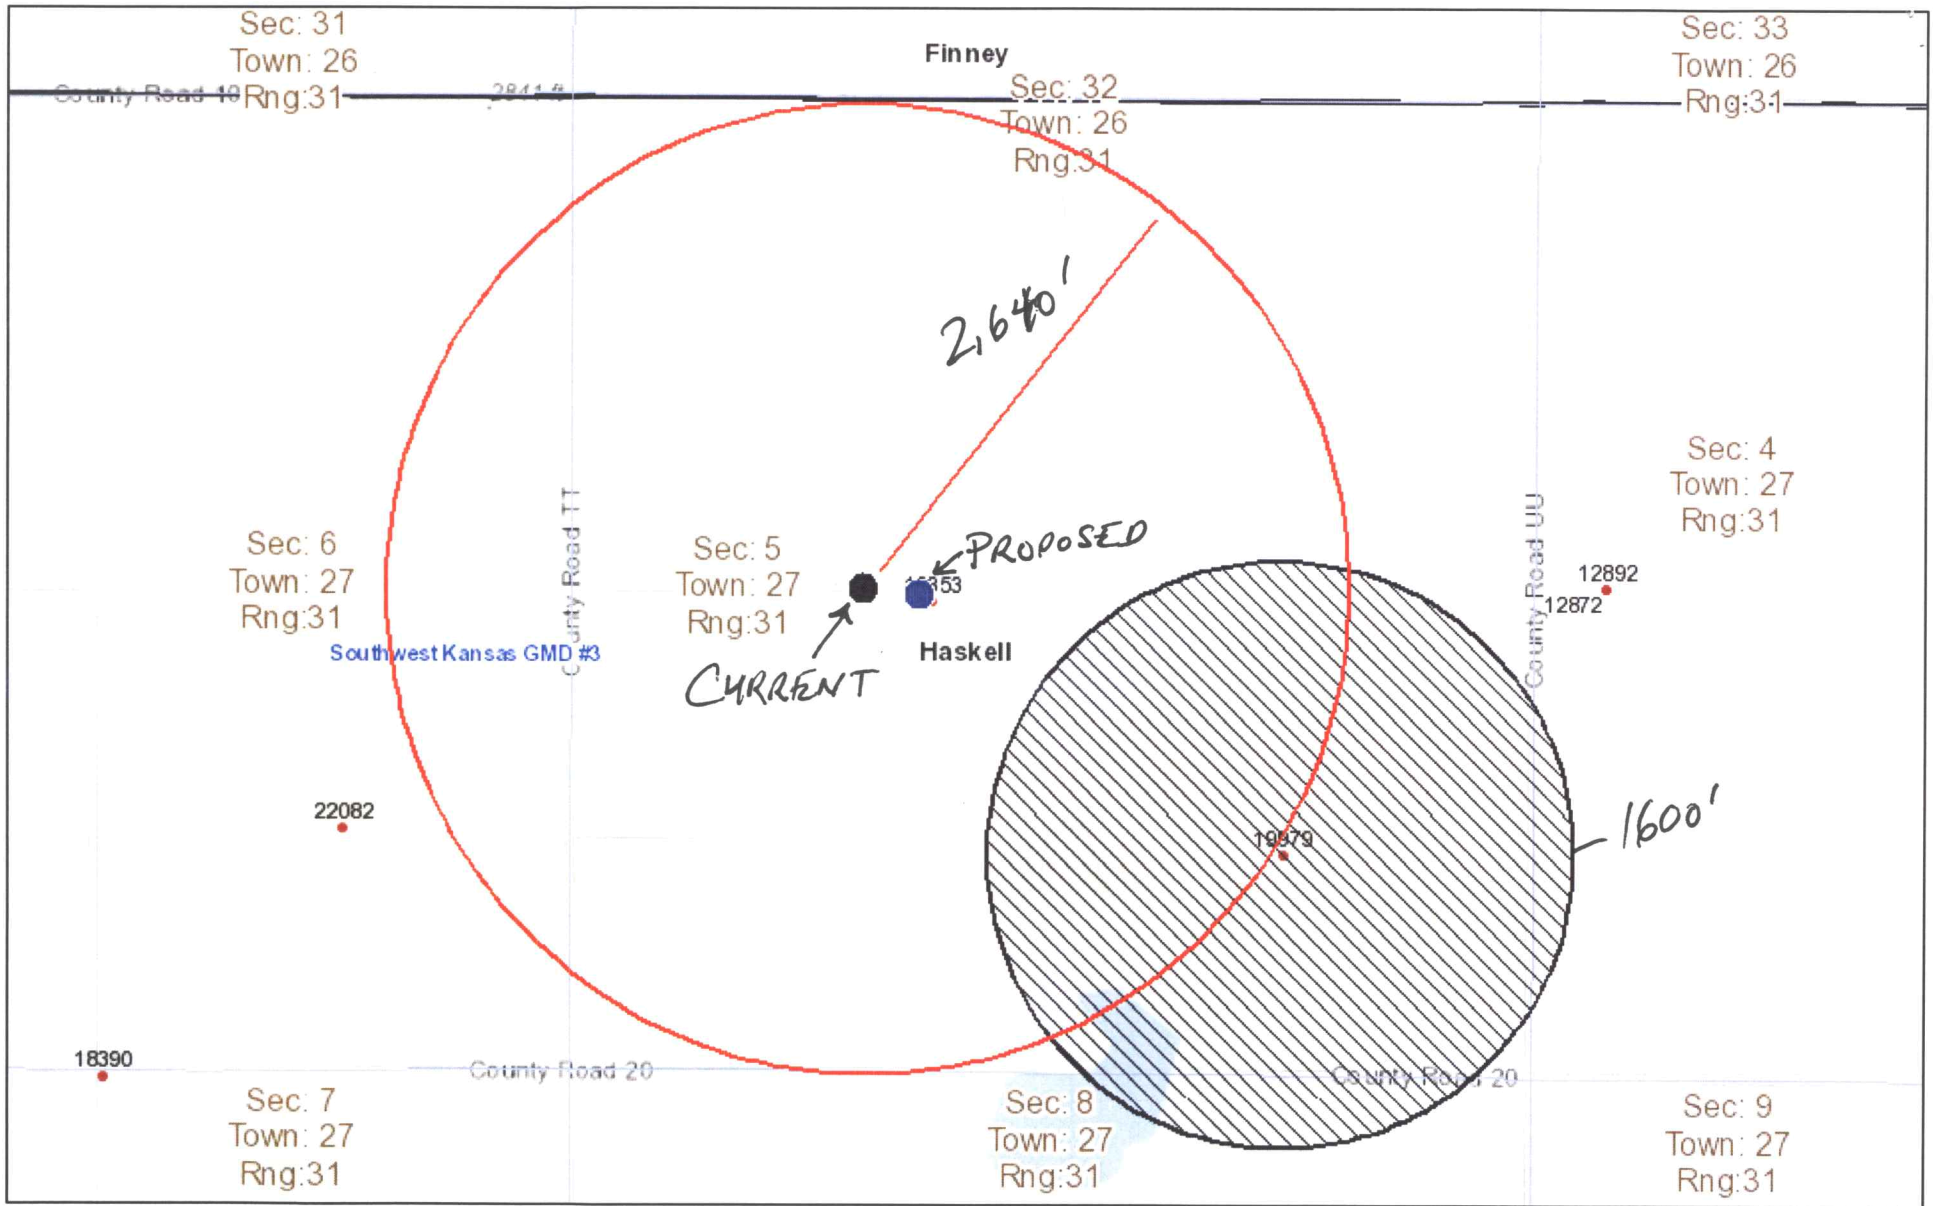 Sec: 31
Town: 26
Rng:31
Finney
Sec: 32
Town: 26
Rng:31
Sec: 33
Town: 26
Rng:31
County Road 10
2,640'
County Road TT
County Road UU
Sec: 4
Town: 27
Rng:31
Sec: 6
Town: 27
Rng:31
Sec: 5
Town: 27
Rng:31
PROPOSED
CURRENT
12892
12872
Southwest Kansas GMD #3
Haskell
22082
19979
1600'
18390
County Road 20
County Road 20
Sec: 7
Town: 27
Rng:31
Sec: 8
Town: 27
Rng:31
Sec: 9
Town: 27
Rng:31